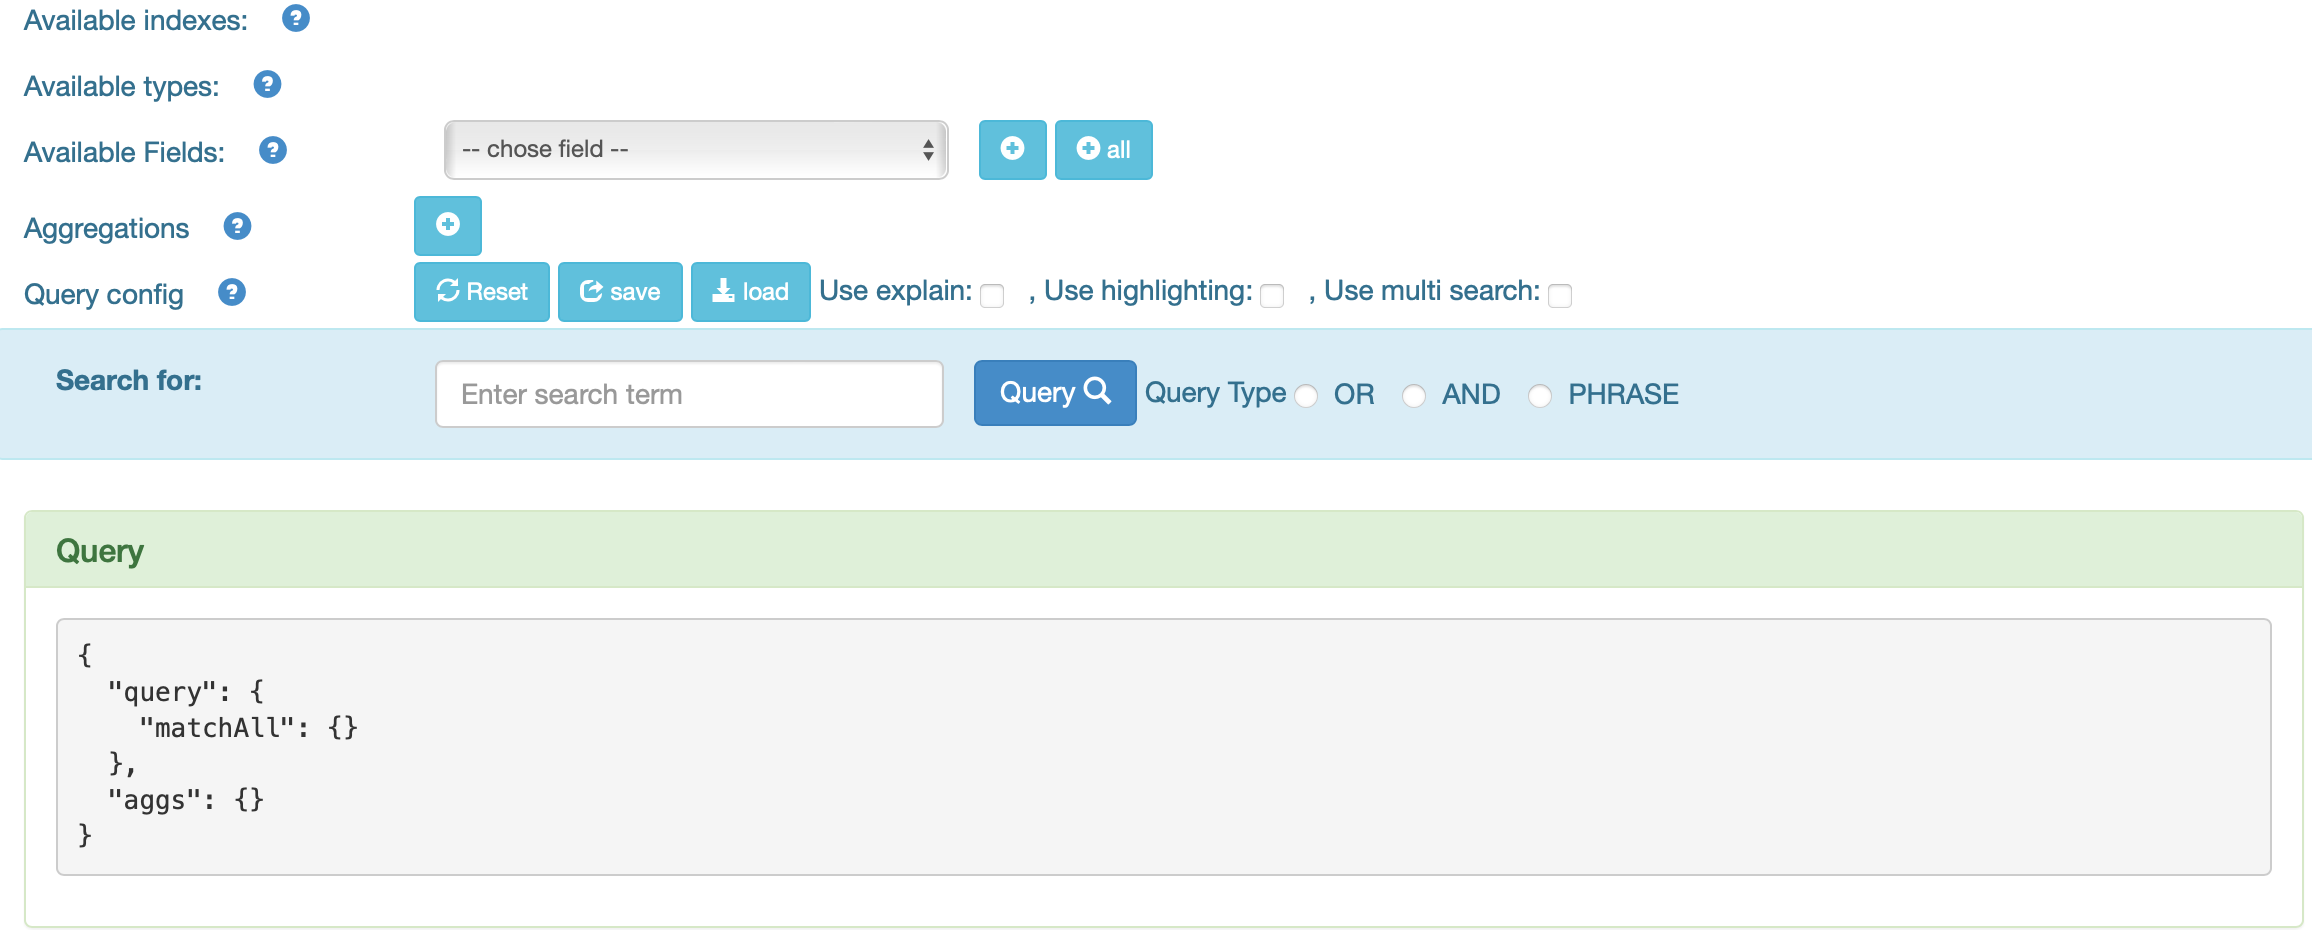 Available indexes: ?
Available types: ?
Available Fields: ? -- chose field -- all
Aggregations ?
Query config ? Reset save load Use explain: , Use highlighting: , Use multi search:
Search for: Enter search term Query Query Type OR AND PHRASE
Query
{
  "query": {
    "matchAll": {}
  },
  "aggs": {}
}